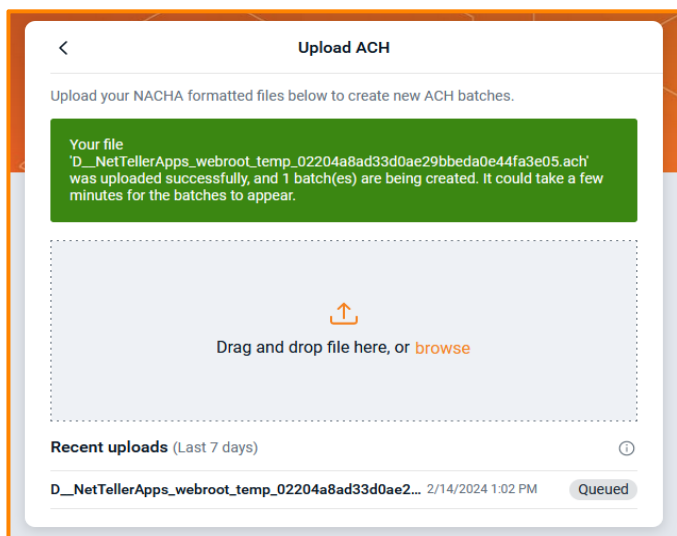 Upload ACH
Upload your NACHA formatted files below to create new ACH batches.
Your file
'D__NetTellerApps_webroot_temp_02204a8ad33d0ae29bbeda0e44fa3e05.ach'
was uploaded successfully, and 1 batch(es) are being created. It could take a few
minutes for the batches to appear.
Drag and drop file here, or browse
Recent uploads (Last 7 days)
D__NetTellerApps_webroot_temp_02204a8ad33d0ae2... 2/14/2024 1:02 PM Queued